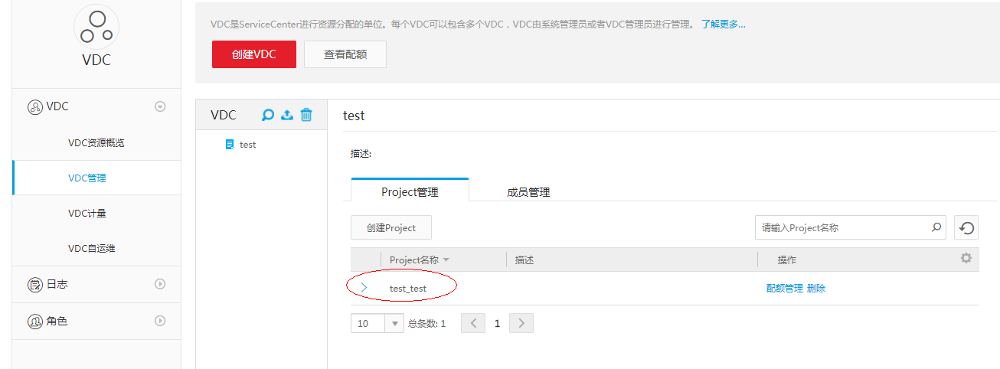 VDC
VDC
VDC资源概览
VDC管理
VDC计量
VDC自运维
日志
角色
VDC是ServiceCenter进行资源分配的单位。每个VDC可以包含多个VDC，VDC由系统管理员或者VDC管理员进行管理。 了解更多...
创建VDC 查看配额
VDC
test
test
描述:
Project管理 成员管理
创建Project 请输入Project名称
Project名称 描述 操作
test_test 配额管理 删除
10 总条数: 1 1